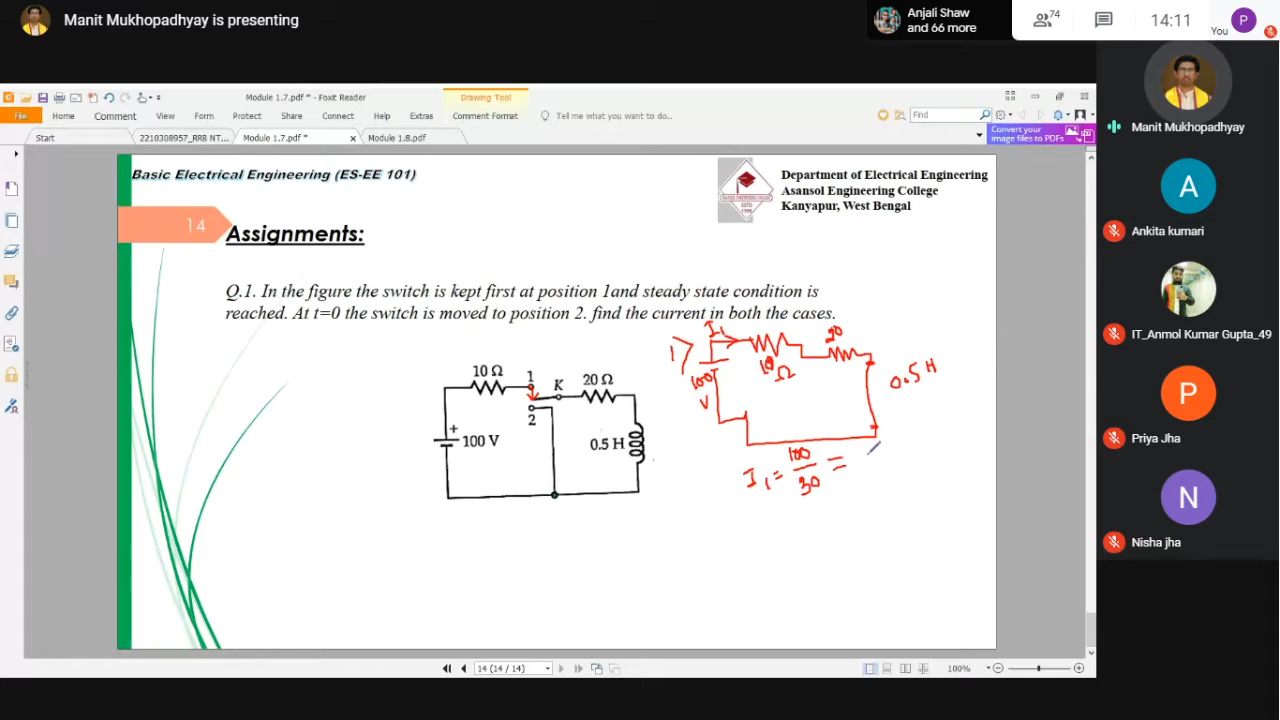 Manit Mukhopadhyay is presenting
Anjali Shaw
and 66 more
74
14:11
You
P
Module 1.7.pdf * - Foxit Reader
Drawing Tool
File
Home
Comment
View
Form
Protect
Share
Connect
Help
Extras
Comment Format
Tell me what you want to do...
Find
Start
2210308957_RRB NT...
Module 1.7.pdf *
Module 1.8.pdf
Convert your
image files to PDFs
Basic Electrical Engineering (ES-EE 101)
Department of Electrical Engineering
Asansol Engineering College
Kanyapur, West Bengal
14
Assignments:
Q.1. In the figure the switch is kept first at position 1and steady state condition is
reached. At t=0 the switch is moved to position 2. find the current in both the cases.
10 Ω
1
K
20 Ω
2
+
100 V
0.5 H
1>
I₁
10 Ω
20
100
V
0.5 H
I₁ = 100/30 =
14 (14 / 14)
100%
Manit Mukhopadhyay
A
Ankita kumari
IT_Anmol Kumar Gupta_49
P
Priya Jha
N
Nisha jha